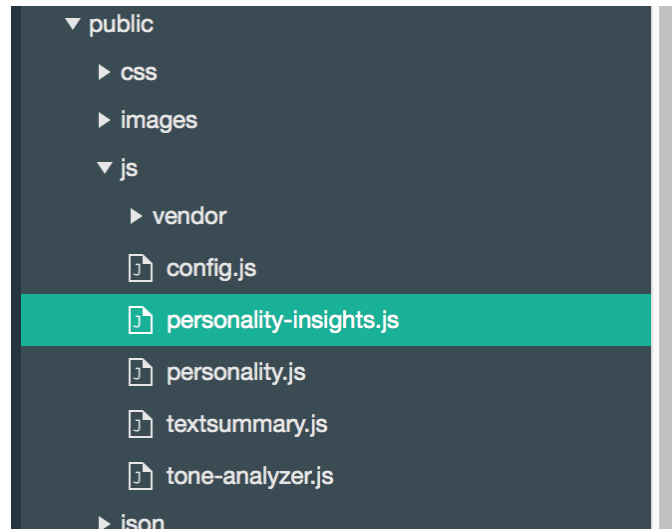 public
css
images
js
vendor
config.js
personality-insights.js
personality.js
textsummary.js
tone-analyzer.js
json